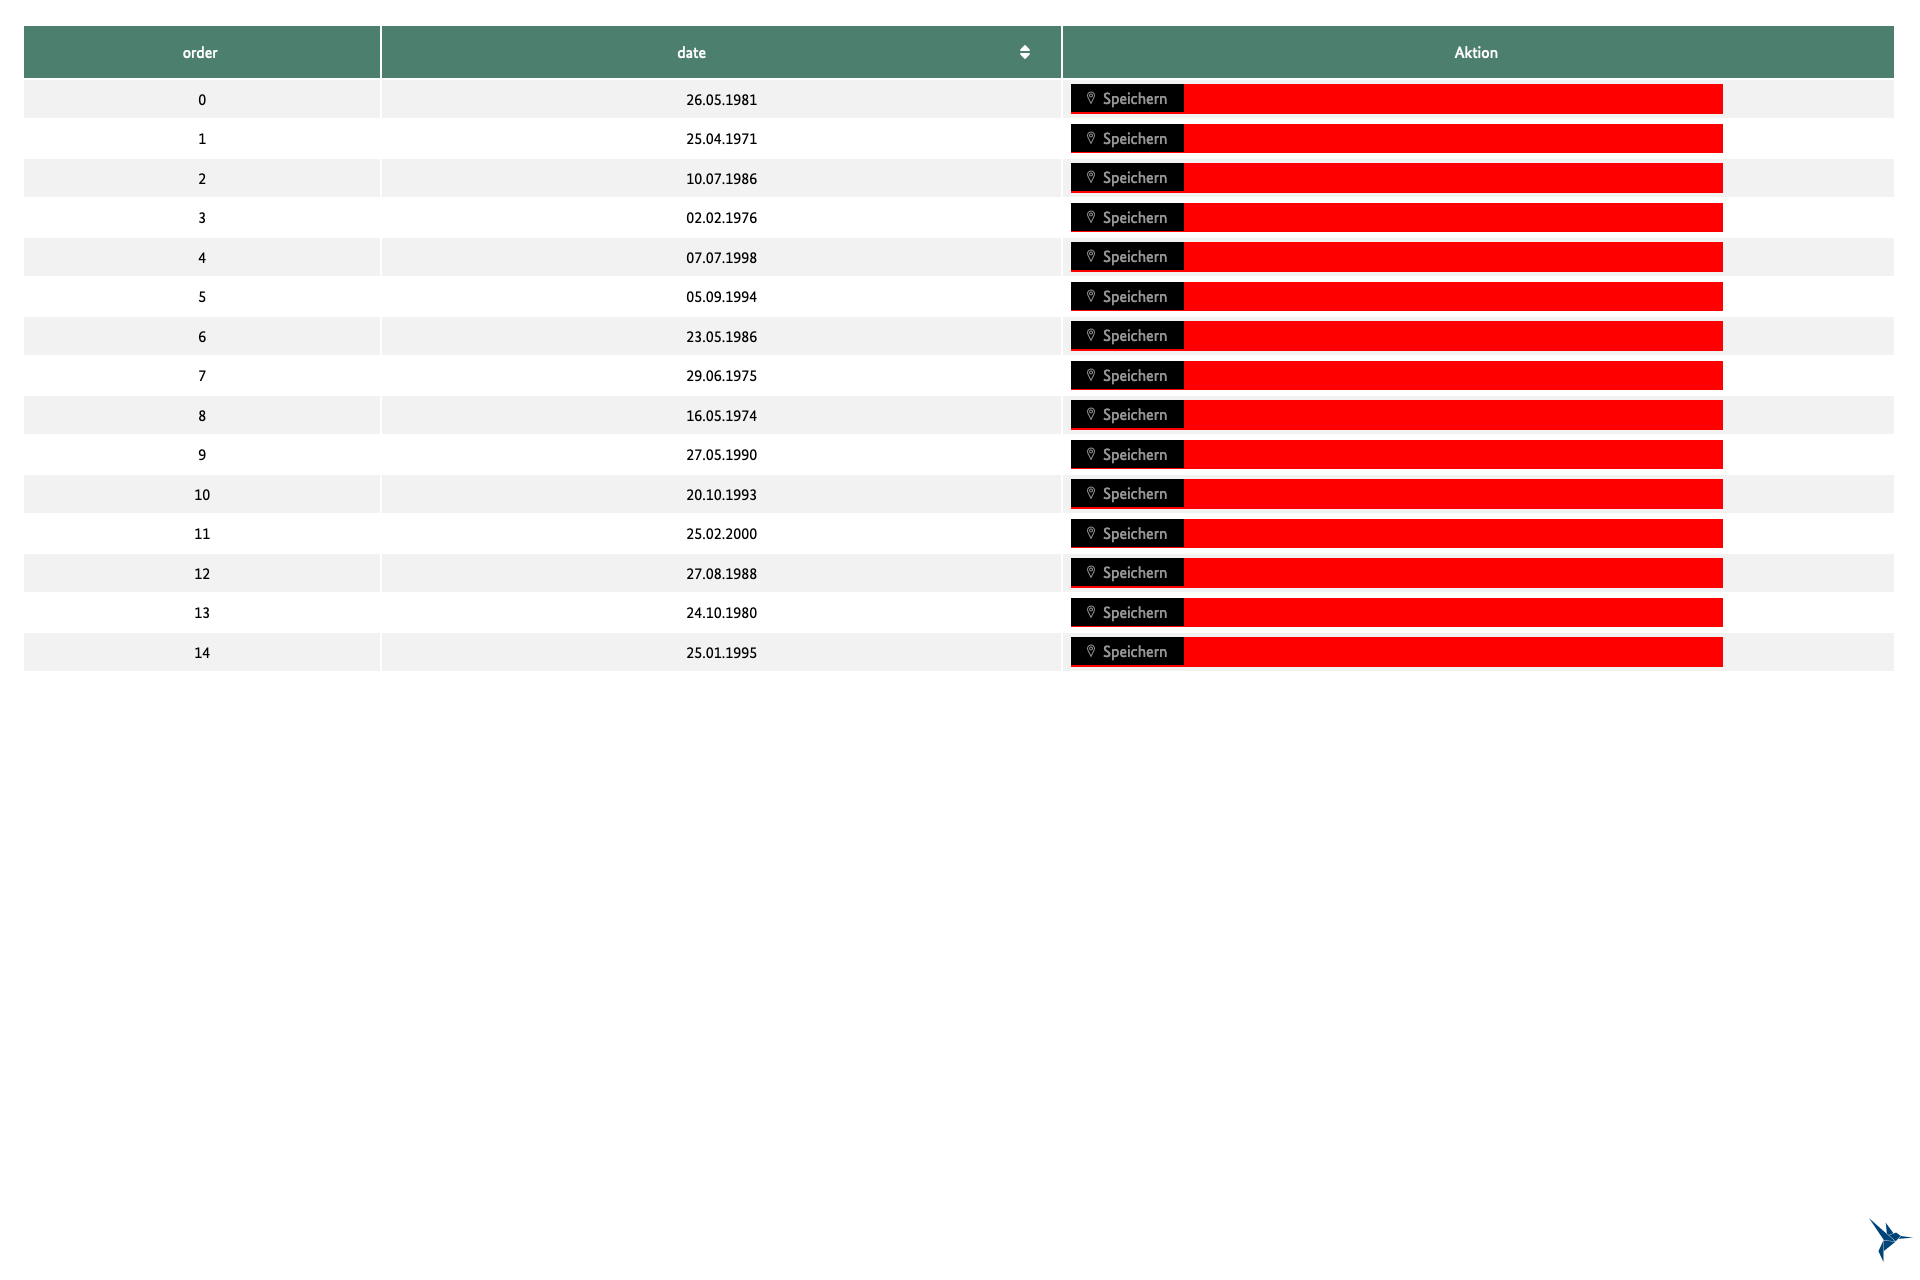 order date Aktion
0 26.05.1981 Speichern
1 25.04.1971 Speichern
2 10.07.1986 Speichern
3 02.02.1976 Speichern
4 07.07.1998 Speichern
5 05.09.1994 Speichern
6 23.05.1986 Speichern
7 29.06.1975 Speichern
8 16.05.1974 Speichern
9 27.05.1990 Speichern
10 20.10.1993 Speichern
11 25.02.2000 Speichern
12 27.08.1988 Speichern
13 24.10.1980 Speichern
14 25.01.1995 Speichern